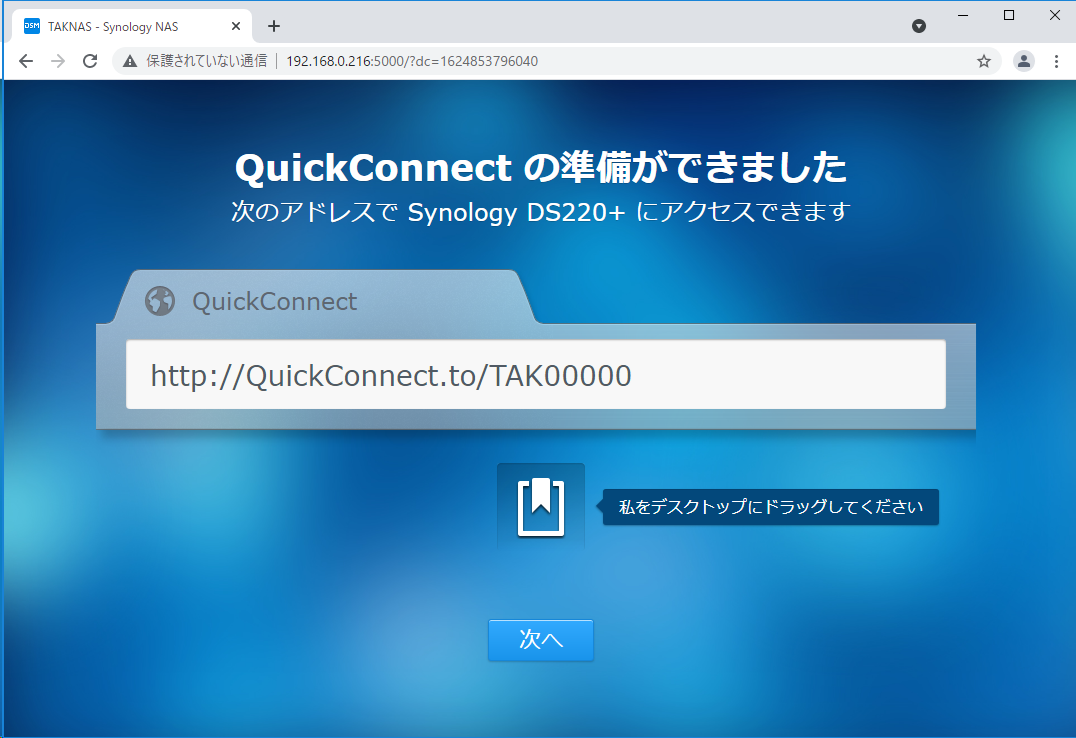 DSM TAKNAS - Synology NAS
保護されていない通信 192.168.0.216:5000/?dc=1624853796040
QuickConnect の準備ができました
次のアドレスで Synology DS220+ にアクセスできます
QuickConnect
http://QuickConnect.to/TAK00000
私をデスクトップにドラッグしてください
次へ